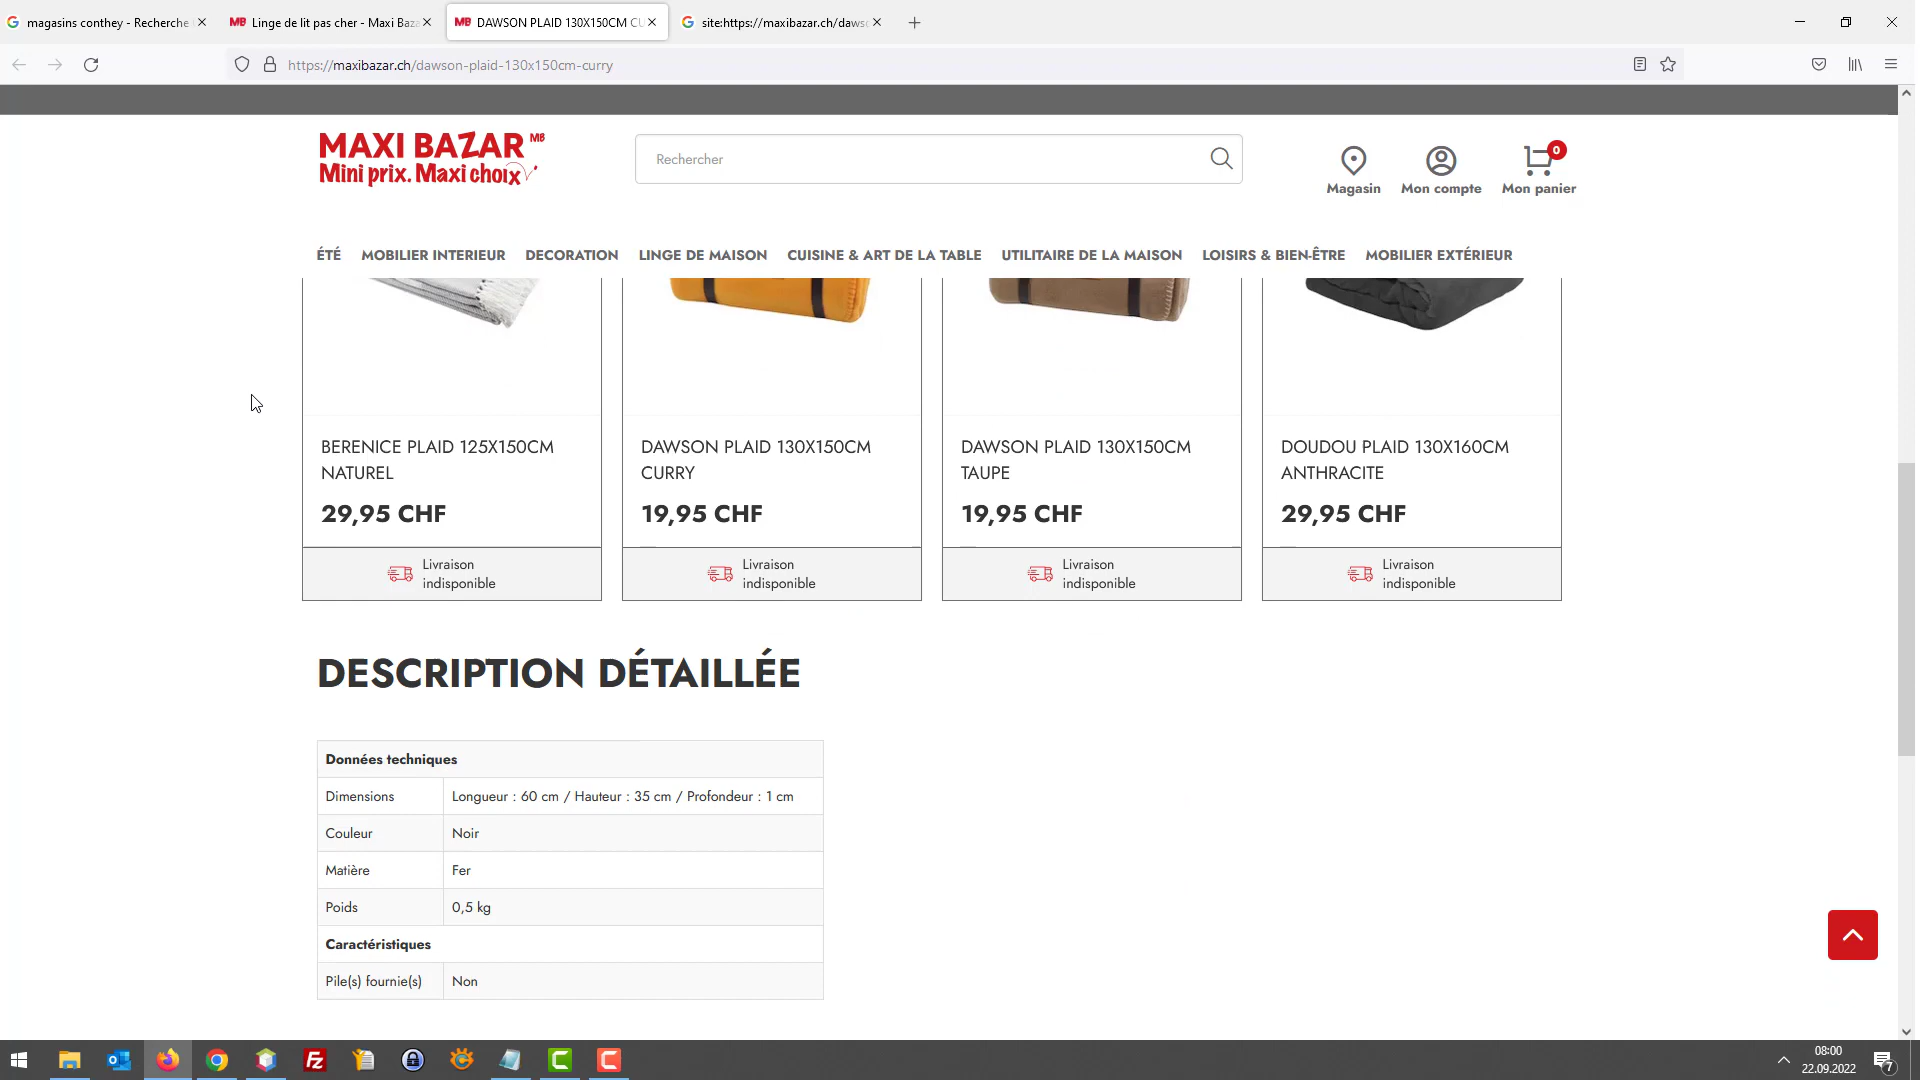 magasins conthey - Recherche
Linge de lit pas cher - Maxi Baza
DAWSON PLAID 130X150CM CU
site:https://maxibazar.ch/daws
https://maxibazar.ch/dawson-plaid-130x150cm-curry
MAXI BAZAR MB
Mini prix. Maxi choix
Rechercher
Magasin
Mon compte
0
Mon panier
ÉTÉ MOBILIER INTERIEUR DECORATION LINGE DE MAISON CUISINE & ART DE LA TABLE UTILITAIRE DE LA MAISON LOISIRS & BIEN-ÊTRE MOBILIER EXTÉRIEUR
BERENICE PLAID 125X150CM
NATUREL
29,95 CHF
Livraison
indisponible
DAWSON PLAID 130X150CM
CURRY
19,95 CHF
Livraison
indisponible
DAWSON PLAID 130X150CM
TAUPE
19,95 CHF
Livraison
indisponible
DOUDOU PLAID 130X160CM
ANTHRACITE
29,95 CHF
Livraison
indisponible
DESCRIPTION DÉTAILLÉE
Données techniques
Dimensions Longueur : 60 cm / Hauteur : 35 cm / Profondeur : 1 cm
Couleur Noir
Matière Fer
Poids 0,5 kg
Caractéristiques
Pile(s) fournie(s) Non
08:00
22.09.2022
7